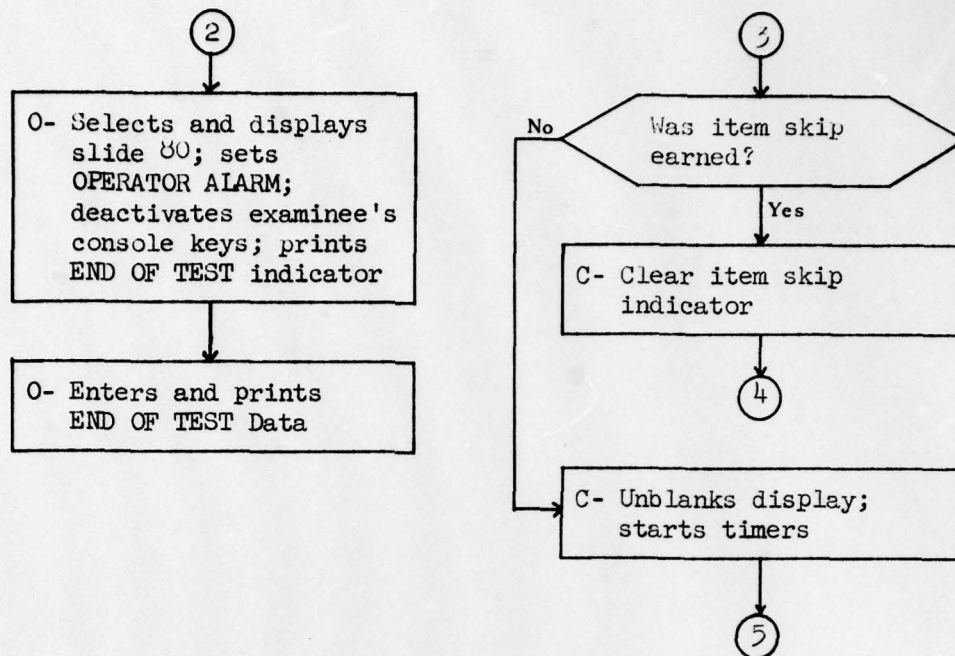 2
O- Selects and displays
slide 80; sets
OPERATOR ALARM;
deactivates examinee's
console keys; prints
END OF TEST indicator
O- Enters and prints
END OF TEST Data
3
No
Was item skip
earned?
Yes
C- Clear item skip
indicator
4
C- Unblanks display;
starts timers
5